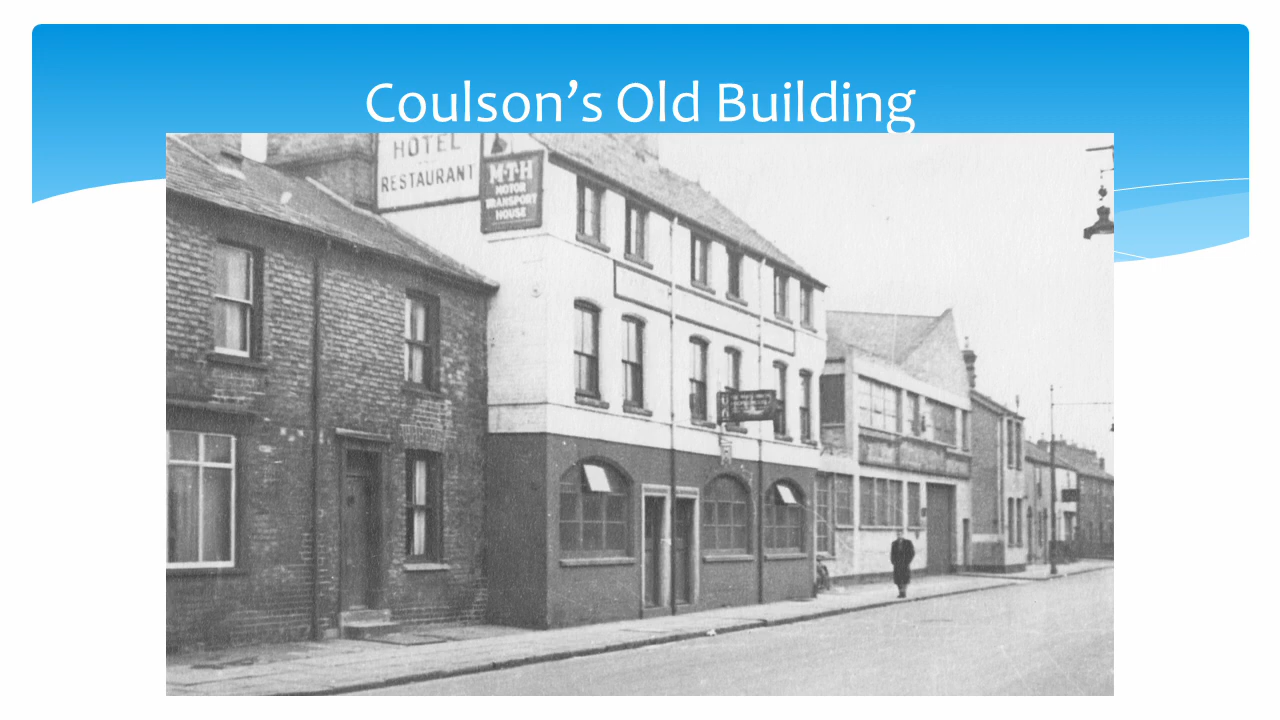 Coulson’s Old Building
HOTEL
RESTAURANT
M·T·H
MOTOR
TRANSPORT
HOUSE